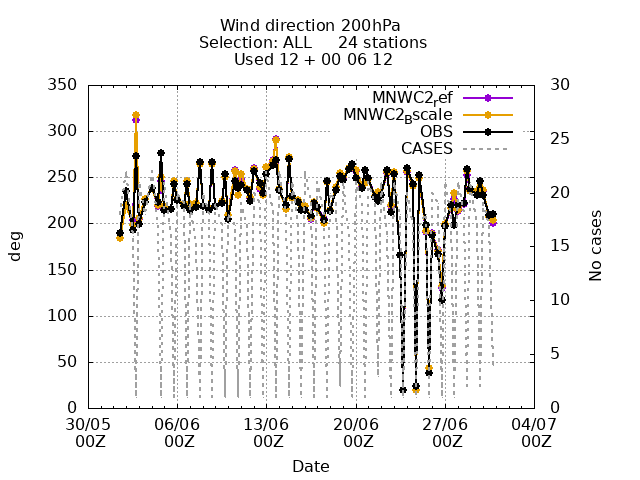 Wind direction 200hPa
Selection: ALL 24 stations
Used 12 + 00 06 12
MNWC2ref
MNWC2Bscale
OBS
CASES
deg
350
300
250
200
150
100
50
0
No cases
30
25
20
15
10
5
0
30/05 06/06 13/06 20/06 27/06 04/07
00Z 00Z 00Z 00Z 00Z 00Z
Date